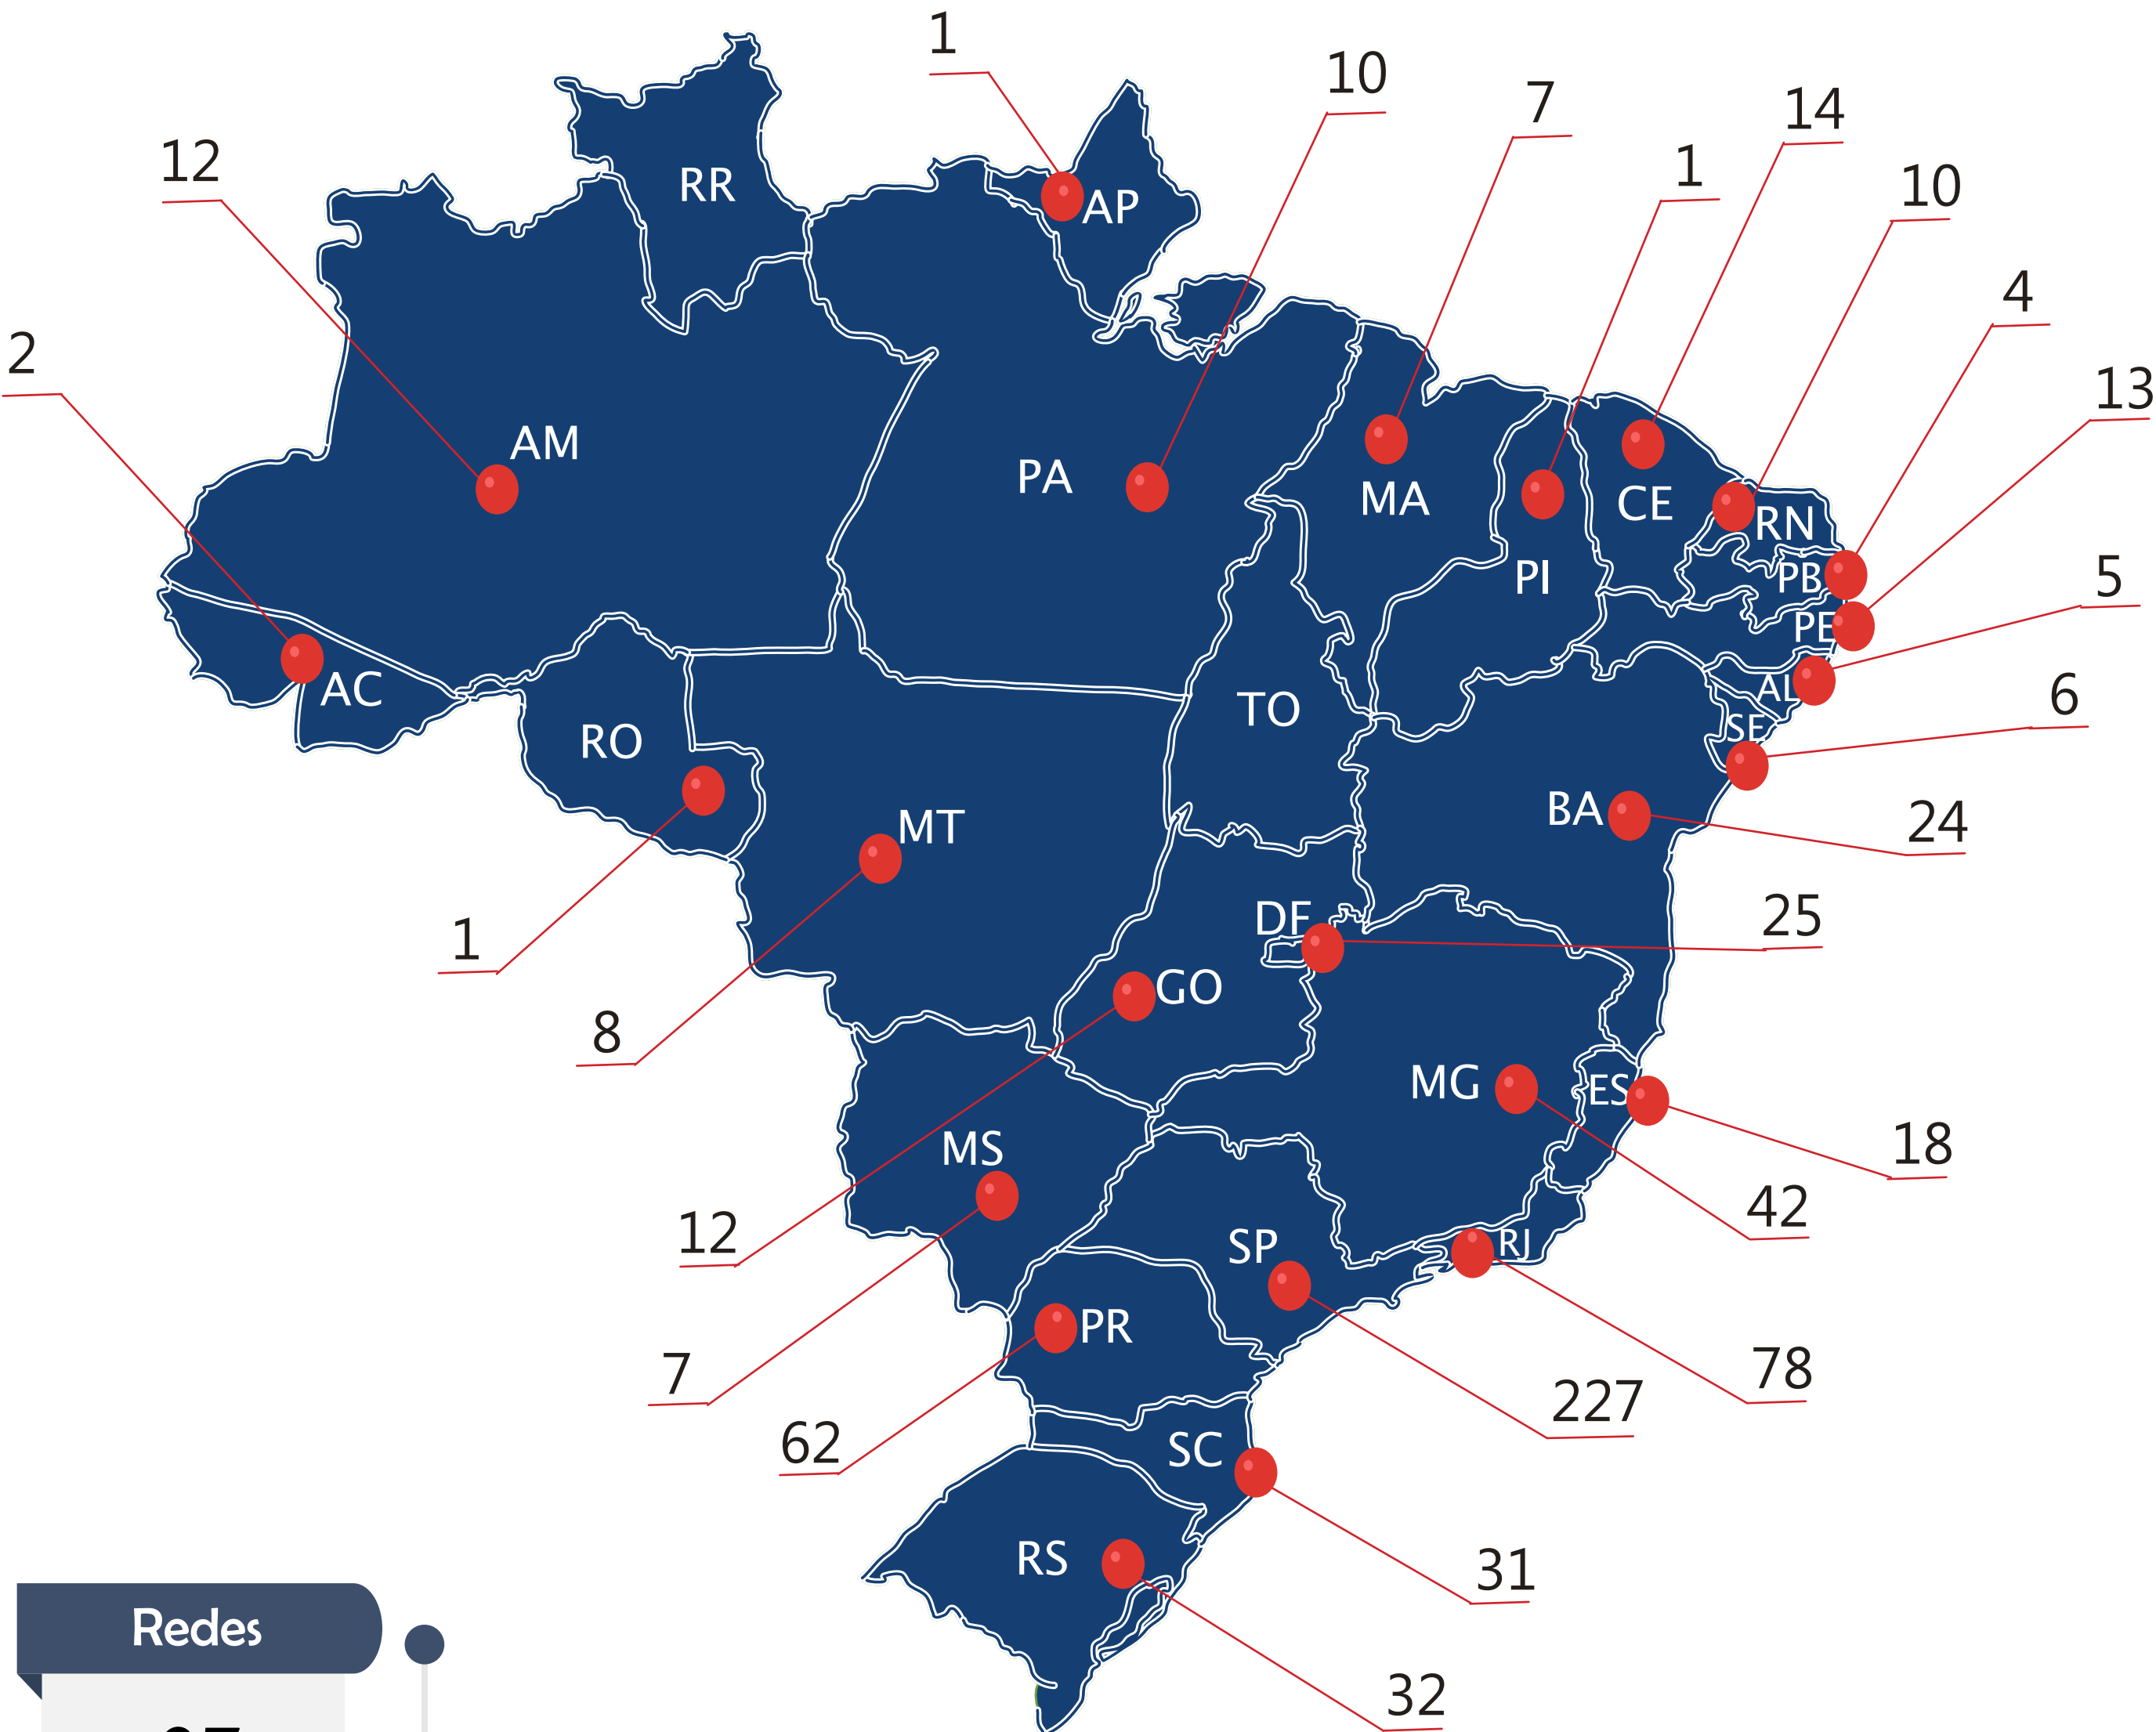 1
10
7
14
1
12
10
RR
AP
4
2
13
AM
PA
MA
CE
RN
PI
PB
5
PE
AC
AL
6
TO
SE
RO
BA
24
MT
DF
25
1
GO
8
MG
ES
18
MS
42
12
SP
RJ
PR
78
7
227
62
SC
RS
31
Redes
32